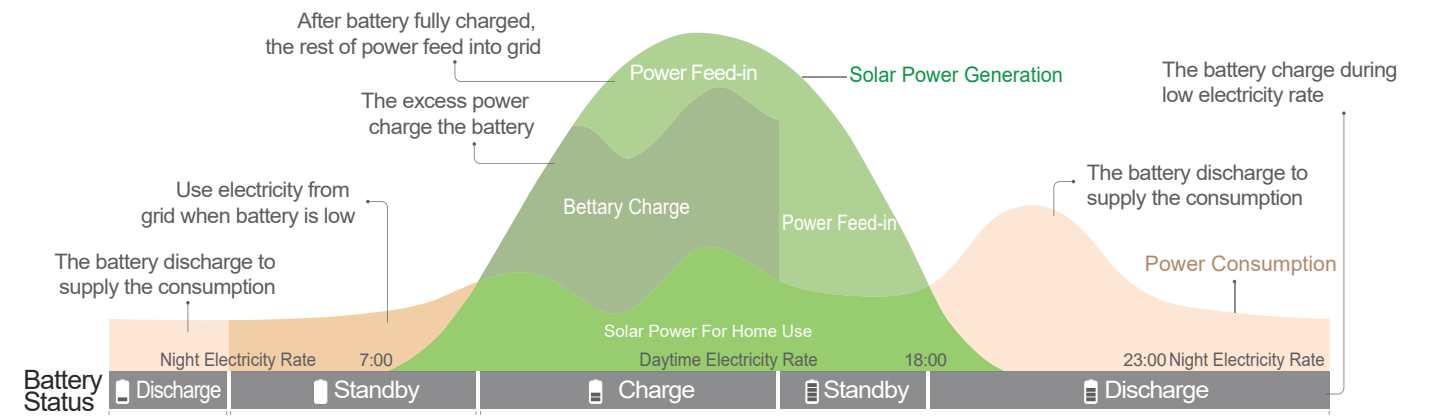 After battery fully charged,
the rest of power feed into grid
Power Feed-in
Solar Power Generation
The battery charge during
low electricity rate
The excess power
charge the battery
Use electricity from
grid when battery is low
Bettary Charge
Power Feed-in
The battery discharge to
supply the consumption
The battery discharge to
supply the consumption
Power Consumption
Solar Power For Home Use
Night Electricity Rate 7:00 Daytime Electricity Rate 18:00 23:00 Night Electricity Rate
Battery
Status
Discharge Standby Charge Standby Discharge